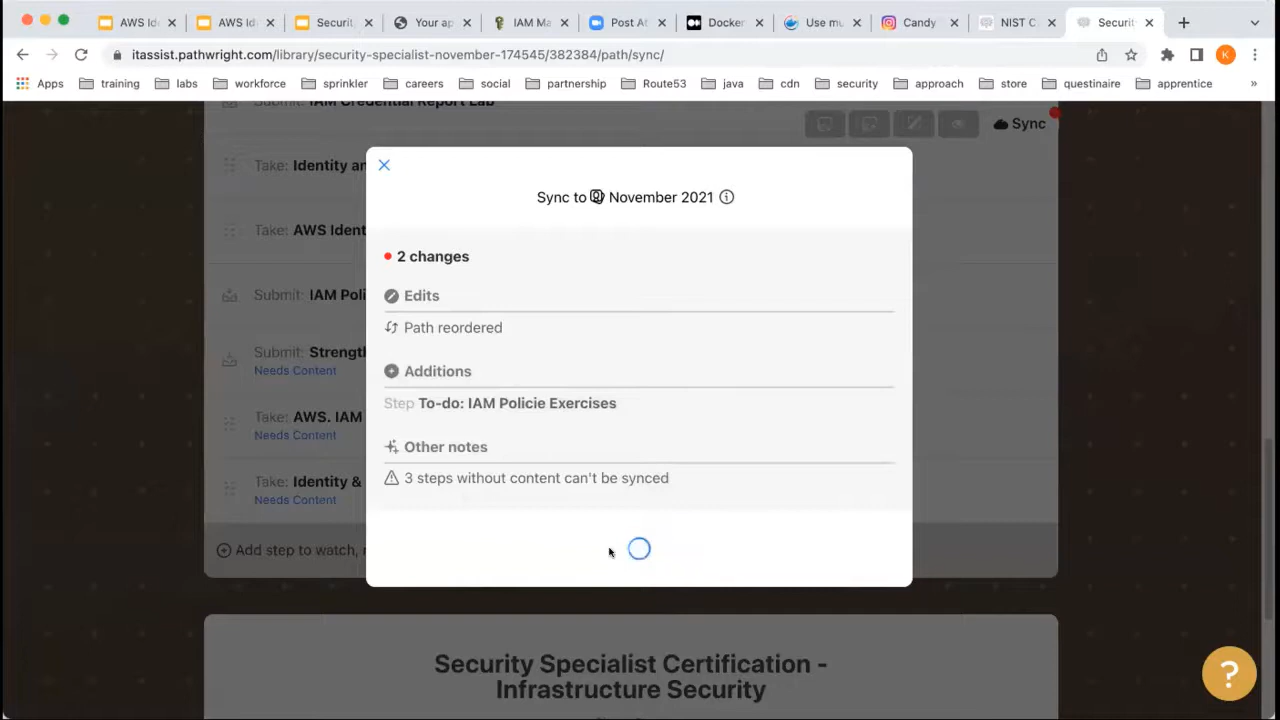 AWS Id
AWS Id
Securit
Your ap
IAM Ma
Post At
Docker
Use mu
Candy
NIST C
Securit
itassist.pathwright.com/library/security-specialist-november-174545/382384/path/sync/
K
Apps
training
labs
workforce
sprinkler
careers
social
partnership
Route53
java
cdn
security
approach
store
questinaire
apprentice
»
Submit: IAM Credential Report Lab
Sync
Take: Identity an
Sync to November 2021
Take: AWS Ident
2 changes
Submit: IAM Poli
Edits
Path reordered
Submit: Strength
Needs Content
Additions
Step To-do: IAM Policie Exercises
Take: AWS. IAM
Needs Content
Other notes
3 steps without content can't be synced
Take: Identity &
Needs Content
Add step to watch, r
Security Specialist Certification -
Infrastructure Security
?